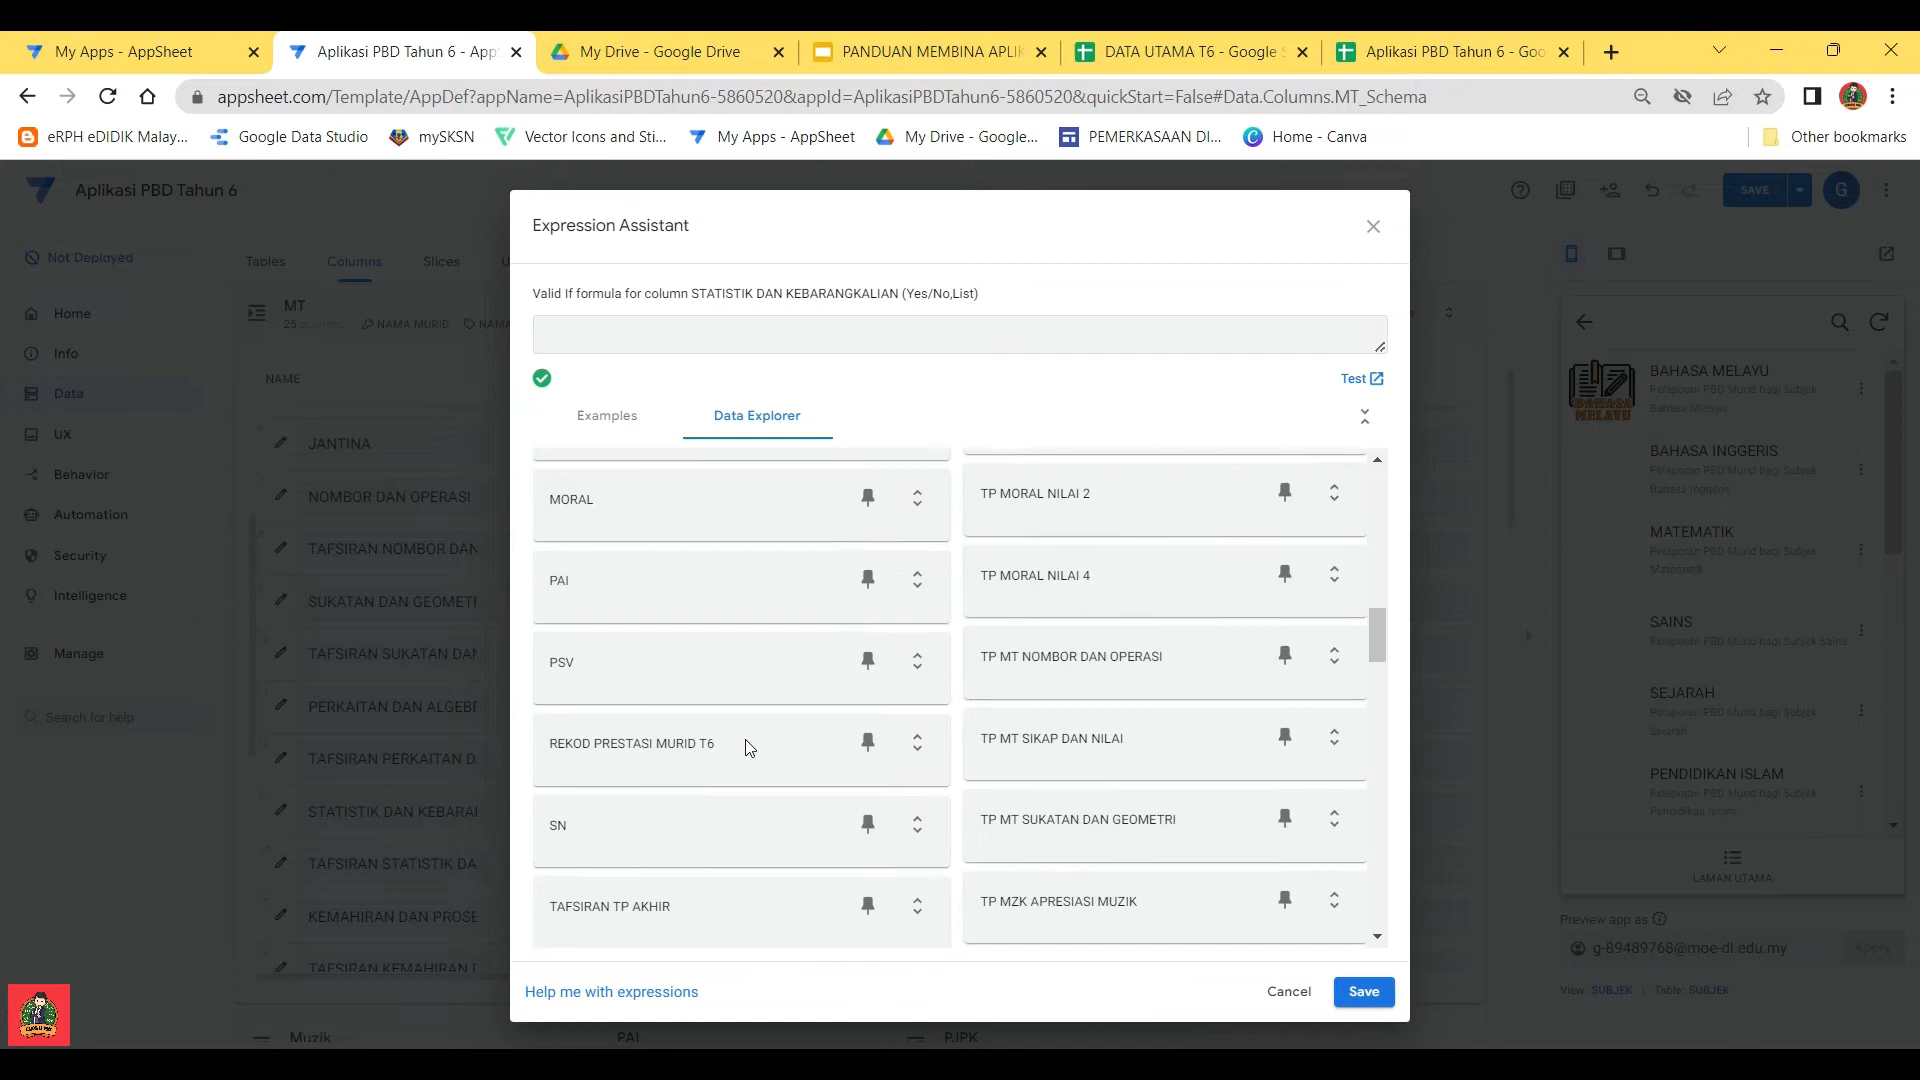 My Apps - AppSheet
Aplikasi PBD Tahun 6 - App
My Drive - Google Drive
PANDUAN MEMBINA APLIK
DATA UTAMA T6 - Google S
Aplikasi PBD Tahun 6 - Goo
appsheet.com/Template/AppDef?appName=AplikasiPBDTahun6-5860520&appId=AplikasiPBDTahun6-5860520&quickStart=False#Data.Columns.MT_Schema
eRPH eDIDIK Malay...
Google Data Studio
mySKSN
Vector Icons and Sti...
My Apps - AppSheet
My Drive - Google...
PEMERKASAAN DI...
Home - Canva
Other bookmarks
Aplikasi PBD Tahun 6
SAVE
G
Not Deployed
Home
Info
Data
UX
Behavior
Automation
Security
Intelligence
Manage
Search for help
Tables
Columns
Slices
MT
25 columns
NAMA MURID
NAME
JANTINA
NOMBOR DAN OPERASI
TAFSIRAN NOMBOR DAN
SUKATAN DAN GEOMETI
TAFSIRAN SUKATAN DAN
PERKAITAN DAN ALGEBI
TAFSIRAN PERKAITAN D
STATISTIK DAN KEBARAI
TAFSIRAN STATISTIK DA
KEMAHIRAN DAN PROSE
TAFSIRAN KEMAHIRAN
Muzik
PAI
PJPK
Expression Assistant
Valid If formula for column STATISTIK DAN KEBARANGKALIAN (Yes/No,List)
Test
Examples
Data Explorer
MORAL
PAI
PSV
REKOD PRESTASI MURID T6
SN
TAFSIRAN TP AKHIR
TP MORAL NILAI 2
TP MORAL NILAI 4
TP MT NOMBOR DAN OPERASI
TP MT SIKAP DAN NILAI
TP MT SUKATAN DAN GEOMETRI
TP MZK APRESIASI MUZIK
Help me with expressions
Cancel
Save
BAHASA MELAYU
Pelaporan PBD Murid bagi Subjek
Bahasa Melayu
BAHASA INGGERIS
Pelaporan PBD Murid bagi Subjek
Bahasa Inggeris
MATEMATIK
Pelaporan PBD Murid bagi Subjek
Matematik
SAINS
Pelaporan PBD Murid bagi Subjek Sains
SEJARAH
Pelaporan PBD Murid bagi Subjek
Sejarah
PENDIDIKAN ISLAM
Pelaporan PBD Murid bagi Subjek
Pendidikan Islam
LAMAN UTAMA
Preview app as
g-89489768@moe-dl.edu.my
Apply
View: SUBJEK
Table: SUBJEK